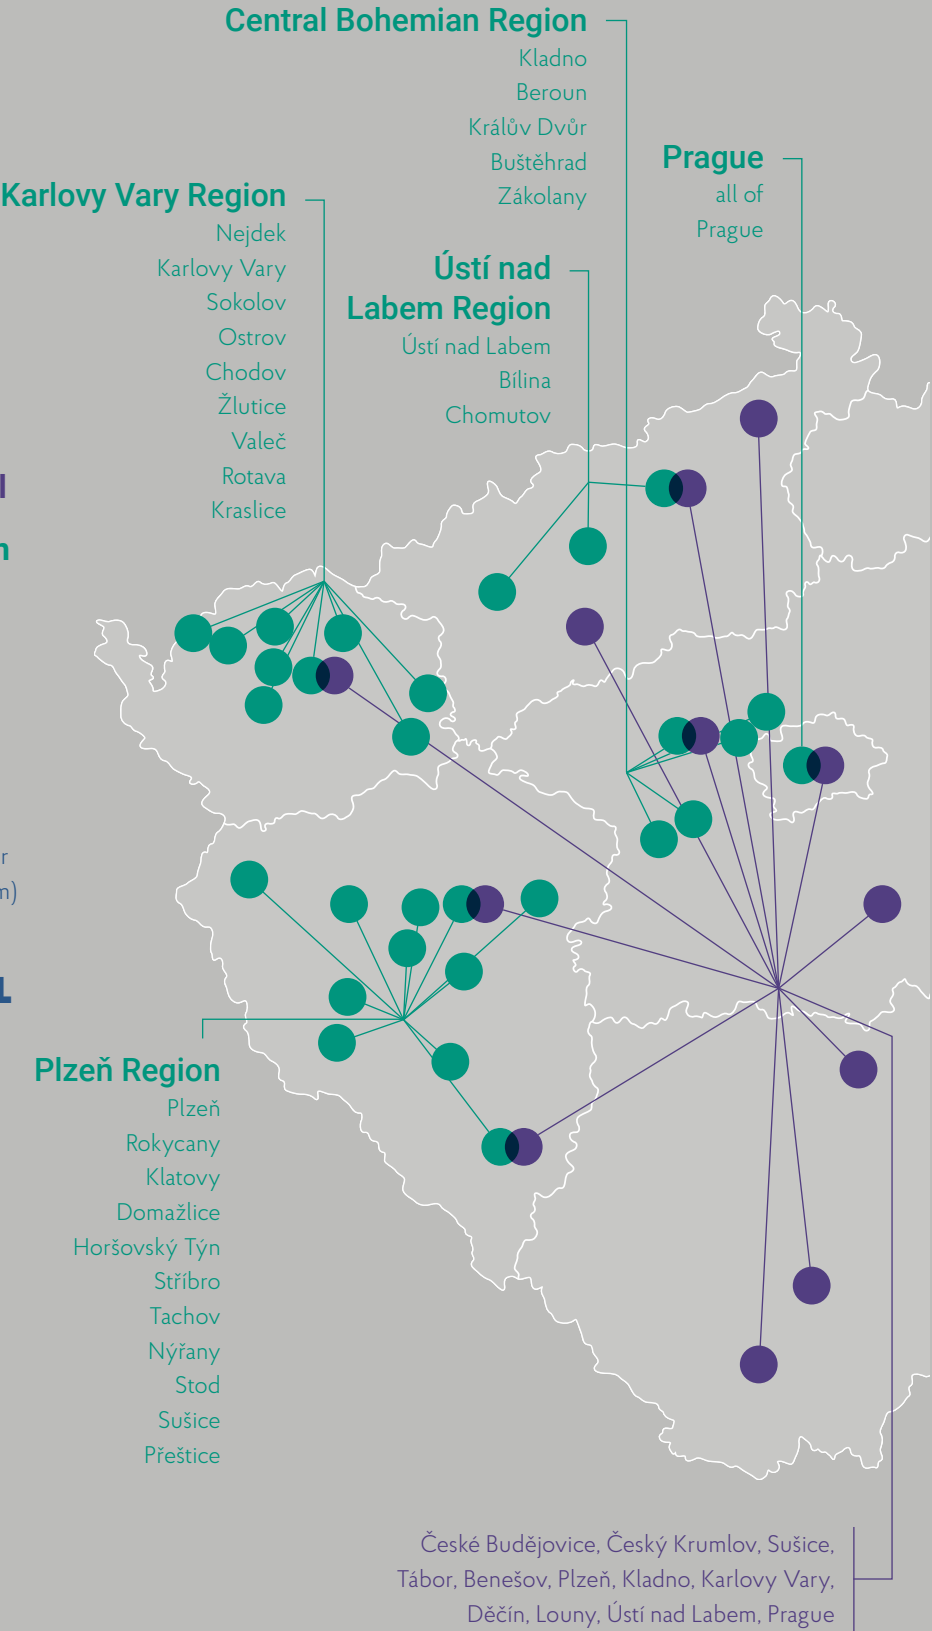 Central Bohemian Region
Kladno
Beroun
Králův Dvůr
Buštěhrad
Zákolany
Prague
all of
Prague
Karlovy Vary Region
Nejdek
Karlovy Vary
Sokolov
Ostrov
Chodov
Žlutice
Valeč
Rotava
Kraslice
Ústí nad
Labem Region
Ústí nad Labem
Bílina
Chomutov
Plzeň Region
Plzeň
Rokycany
Klatovy
Domažlice
Horšovský Týn
Stříbro
Tachov
Nýřany
Stod
Sušice
Přeštice
České Budějovice, Český Krumlov, Sušice,
Tábor, Benešov, Plzeň, Kladno, Karlovy Vary,
Děčín, Louny, Ústí nad Labem, Prague